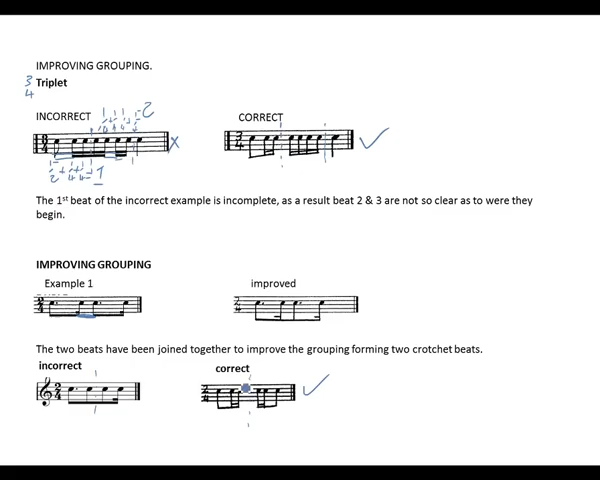 IMPROVING GROUPING.
3
4
Triplet
INCORRECT
CORRECT
The 1st beat of the incorrect example is incomplete, as a result beat 2 & 3 are not so clear as to were they
begin.
IMPROVING GROUPING
Example 1
improved
The two beats have been joined together to improve the grouping forming two crotchet beats.
incorrect
correct